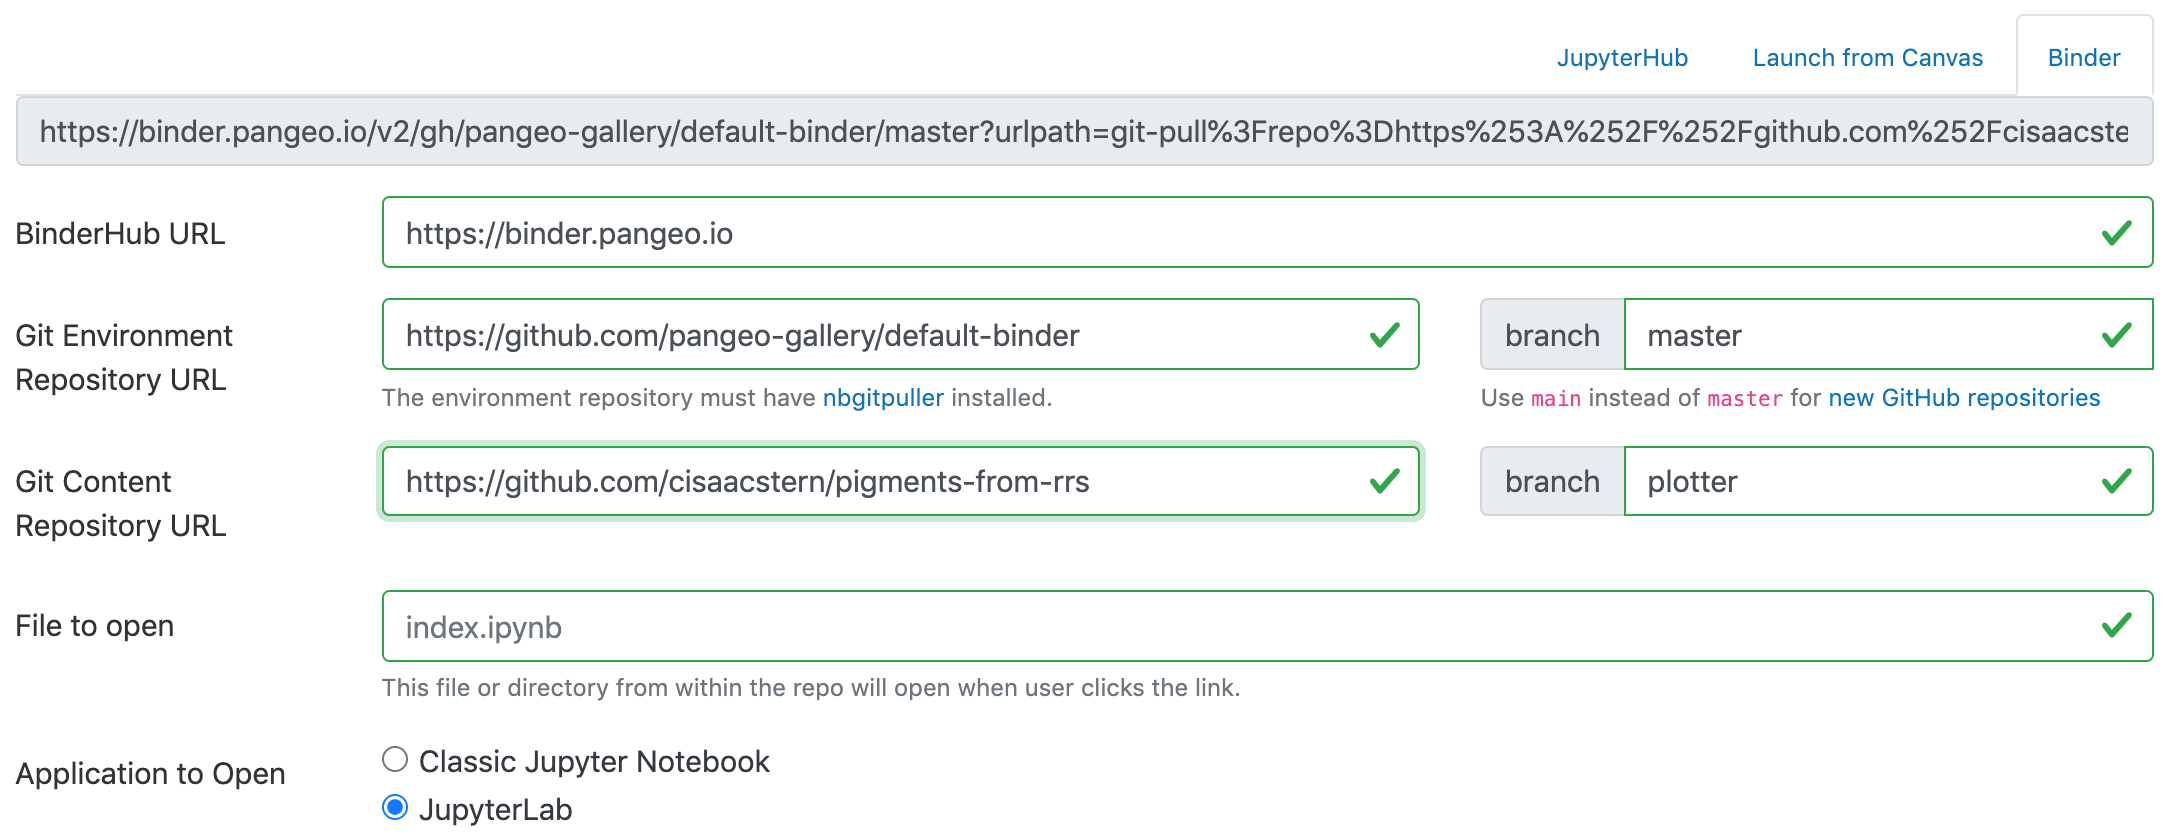 JupyterHub Launch from Canvas Binder
https://binder.pangeo.io/v2/gh/pangeo-gallery/default-binder/master?urlpath=git-pull%3Frepo%3Dhttps%253A%252F%252Fgithub.com%252Fcisaacste
BinderHub URL https://binder.pangeo.io
Git Environment https://github.com/pangeo-gallery/default-binder branch master
Repository URL
The environment repository must have nbgitpuller installed. Use main instead of master for new GitHub repositories
Git Content https://github.com/cisaacstern/pigments-from-rrs branch plotter
Repository URL
File to open index.ipynb
This file or directory from within the repo will open when user clicks the link.
Application to Open Classic Jupyter Notebook
JupyterLab